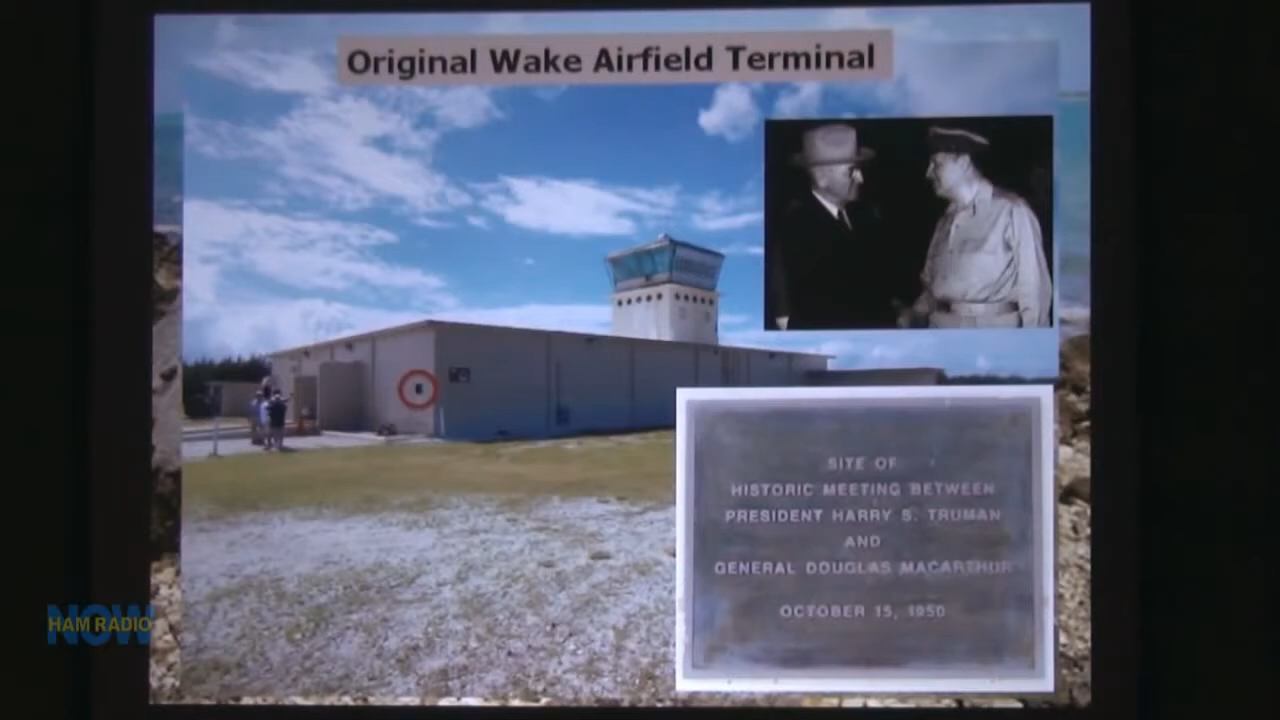 Original Wake Airfield Terminal
SITE OF
HISTORIC MEETING BETWEEN
PRESIDENT HARRY S. TRUMAN
AND
GENERAL DOUGLAS MACARTHUR
OCTOBER 15, 1950
NOW
HAM RADIO